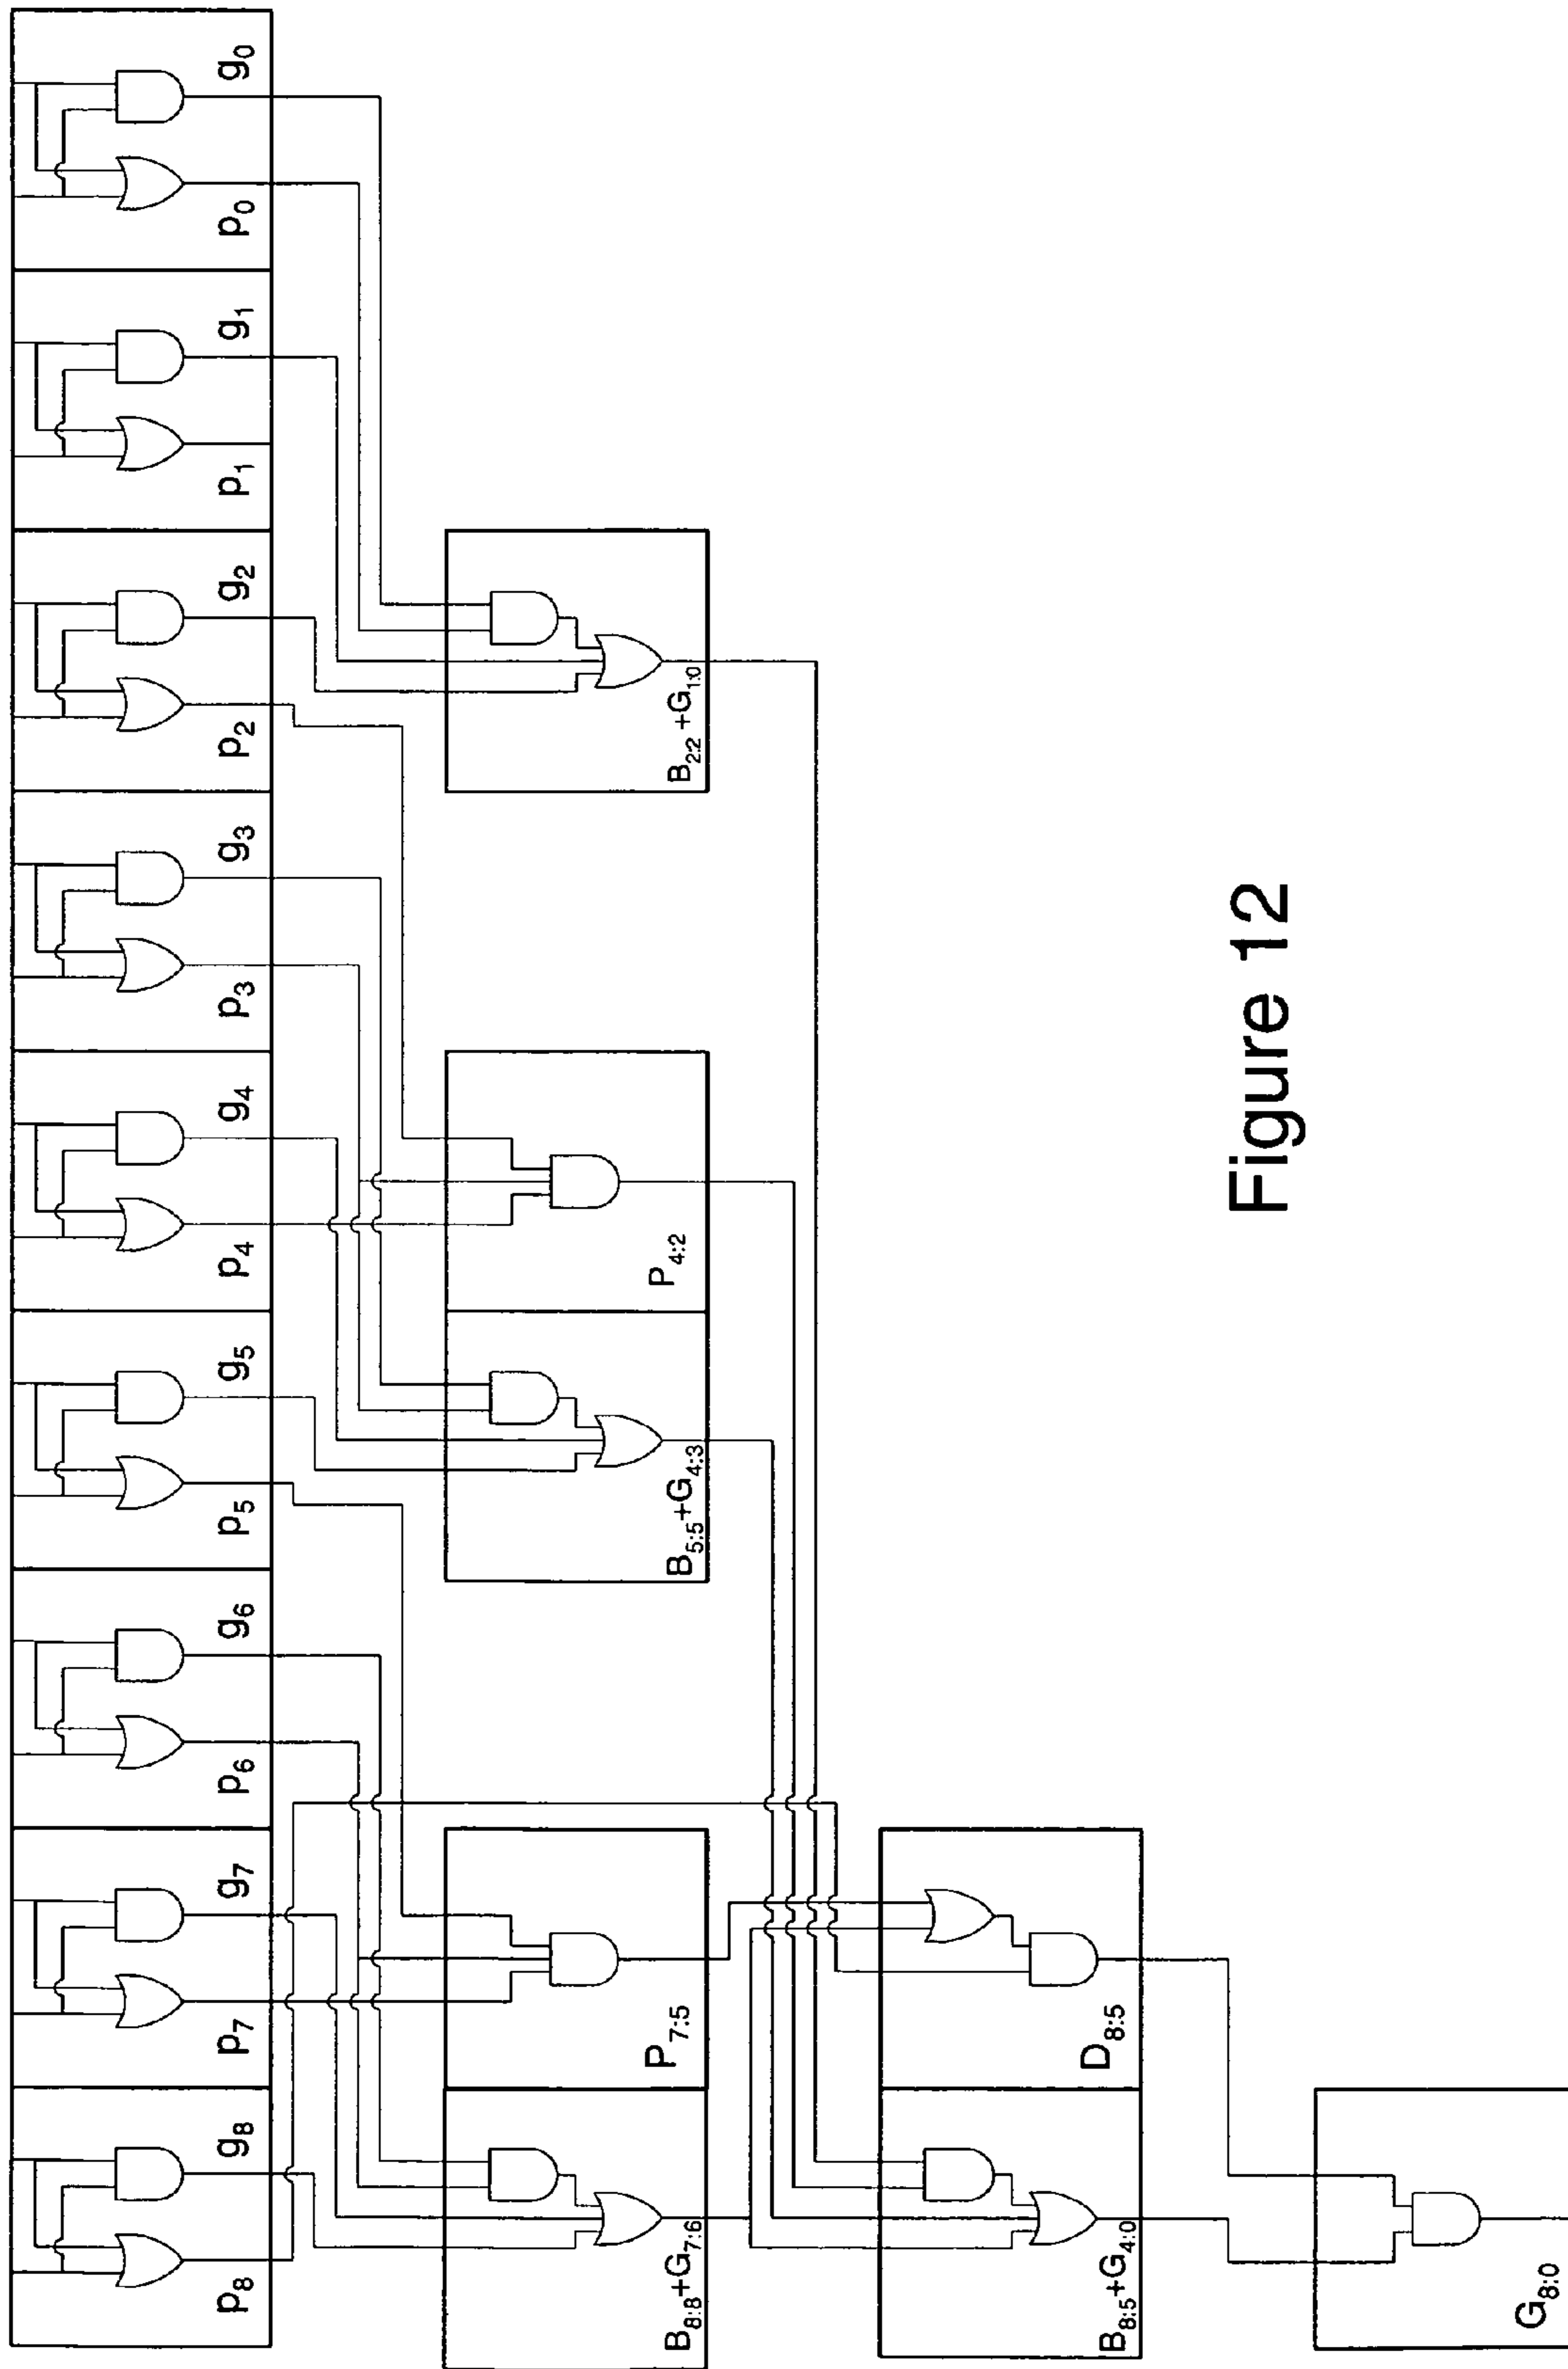 p₈ g₈ p₇ g₇ p₆ g₆ p₅ g₅ p₄ g₄ p₃ g₃ p₂ g₂ p₁ g₁ p₀ g₀
B₈:₈+G₇:₆ P₇:₅ B₅:₅+G₄:₃ P₄:₂ B₂:₂+G₁:₀
B₈:₅+G₄:₀ D₈:₅
G₈:₀
Figure 12